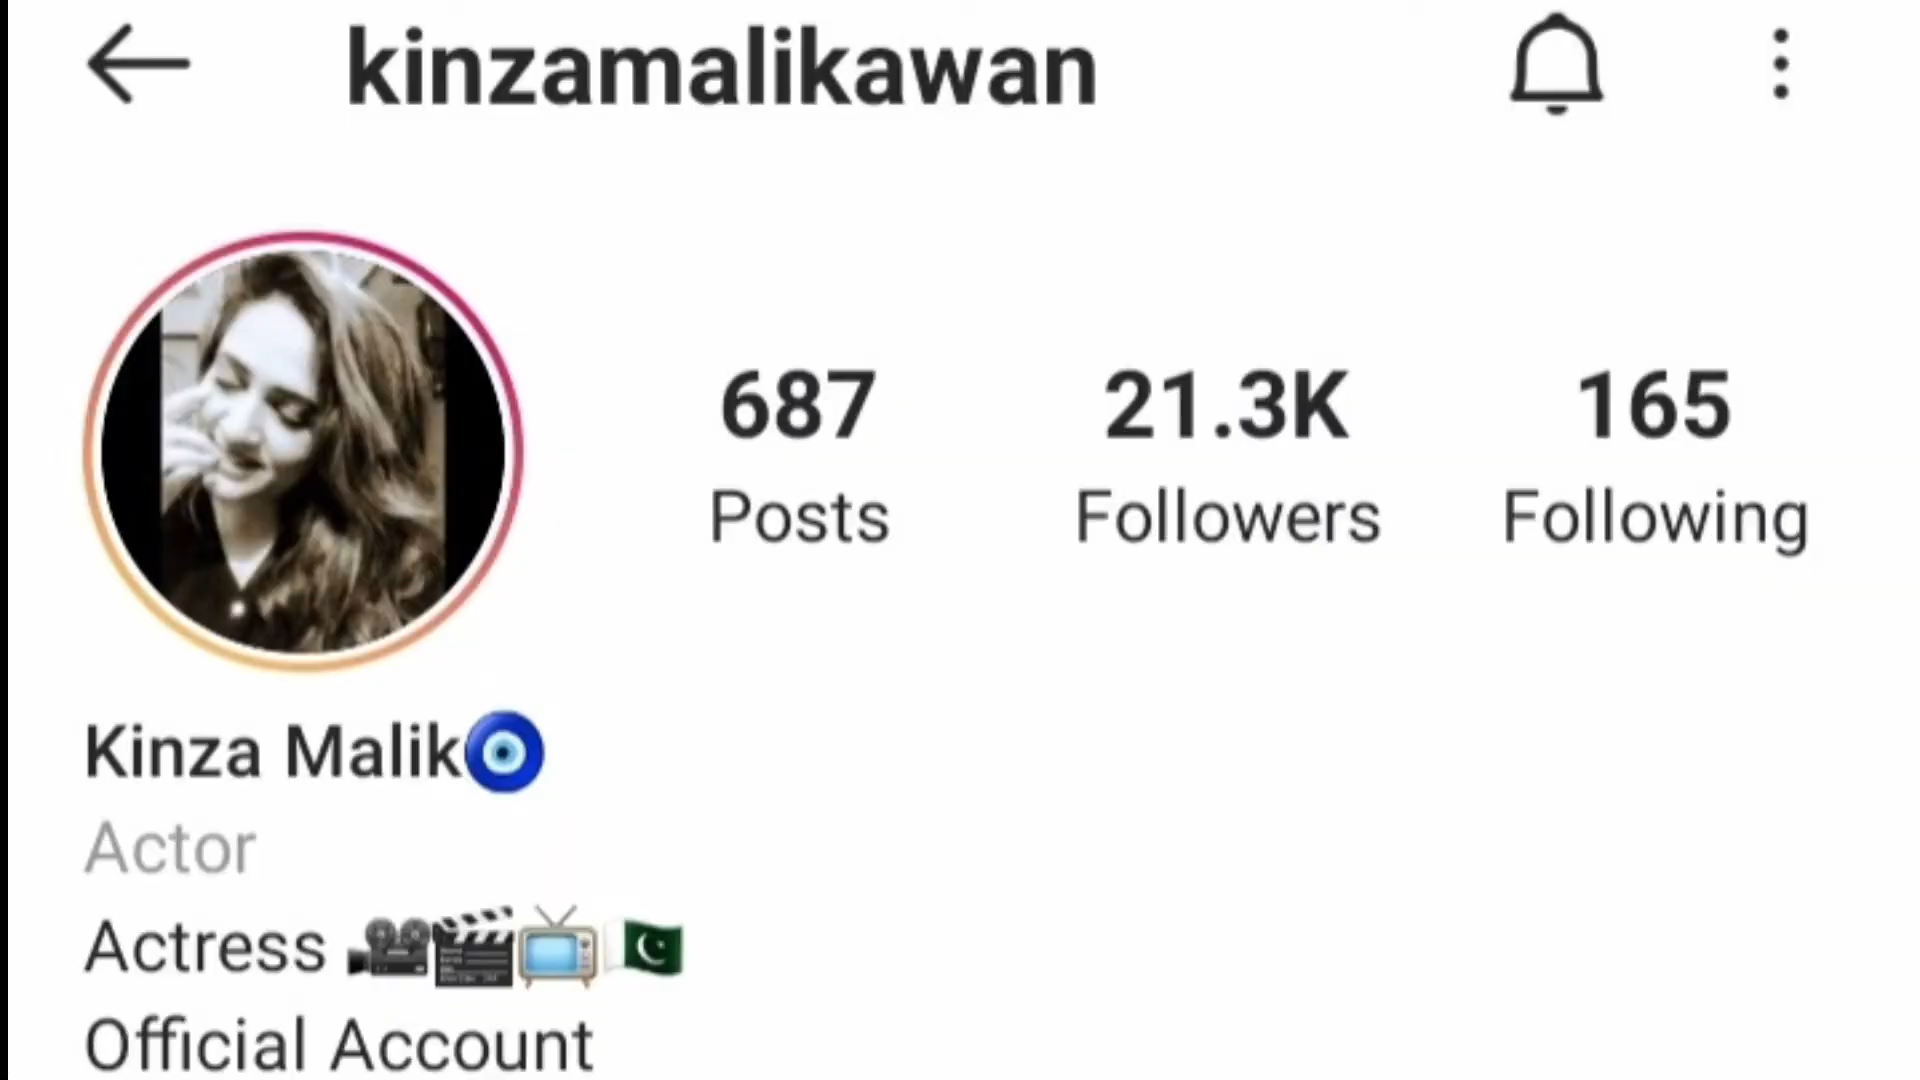 kinzamalikawan
687 21.3K 165
Posts Followers Following
Kinza Malik🧿
Actor
Actress 🎥🎬📺🇵🇰
Official Account